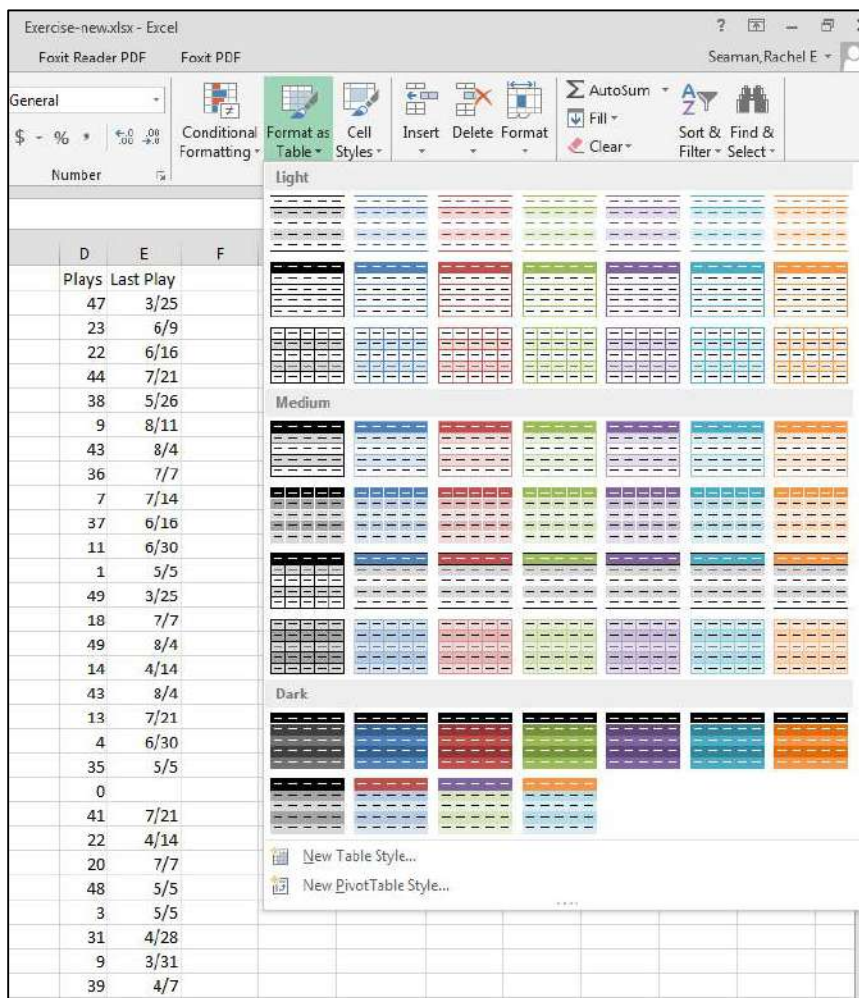 Exercise-new.xlsx - Excel
?
Foxit Reader PDF Foxit PDF Seaman,Rachel E
General
$ - % ,
Number
Conditional Formatting
Format as Table
Cell Styles
Insert Delete Format
AutoSum
Fill
Clear
Sort & Filter
Find & Select
Light
Medium
Dark
New Table Style...
New PivotTable Style...
D E F
Plays Last Play
47 3/25
23 6/9
22 6/16
44 7/21
38 5/26
9 8/11
43 8/4
36 7/7
7 7/14
37 6/16
11 6/30
1 5/5
49 3/25
18 7/7
49 8/4
14 4/14
43 8/4
13 7/21
4 6/30
35 5/5
0
41 7/21
22 4/14
20 7/7
48 5/5
3 5/5
31 4/28
9 3/31
39 4/7